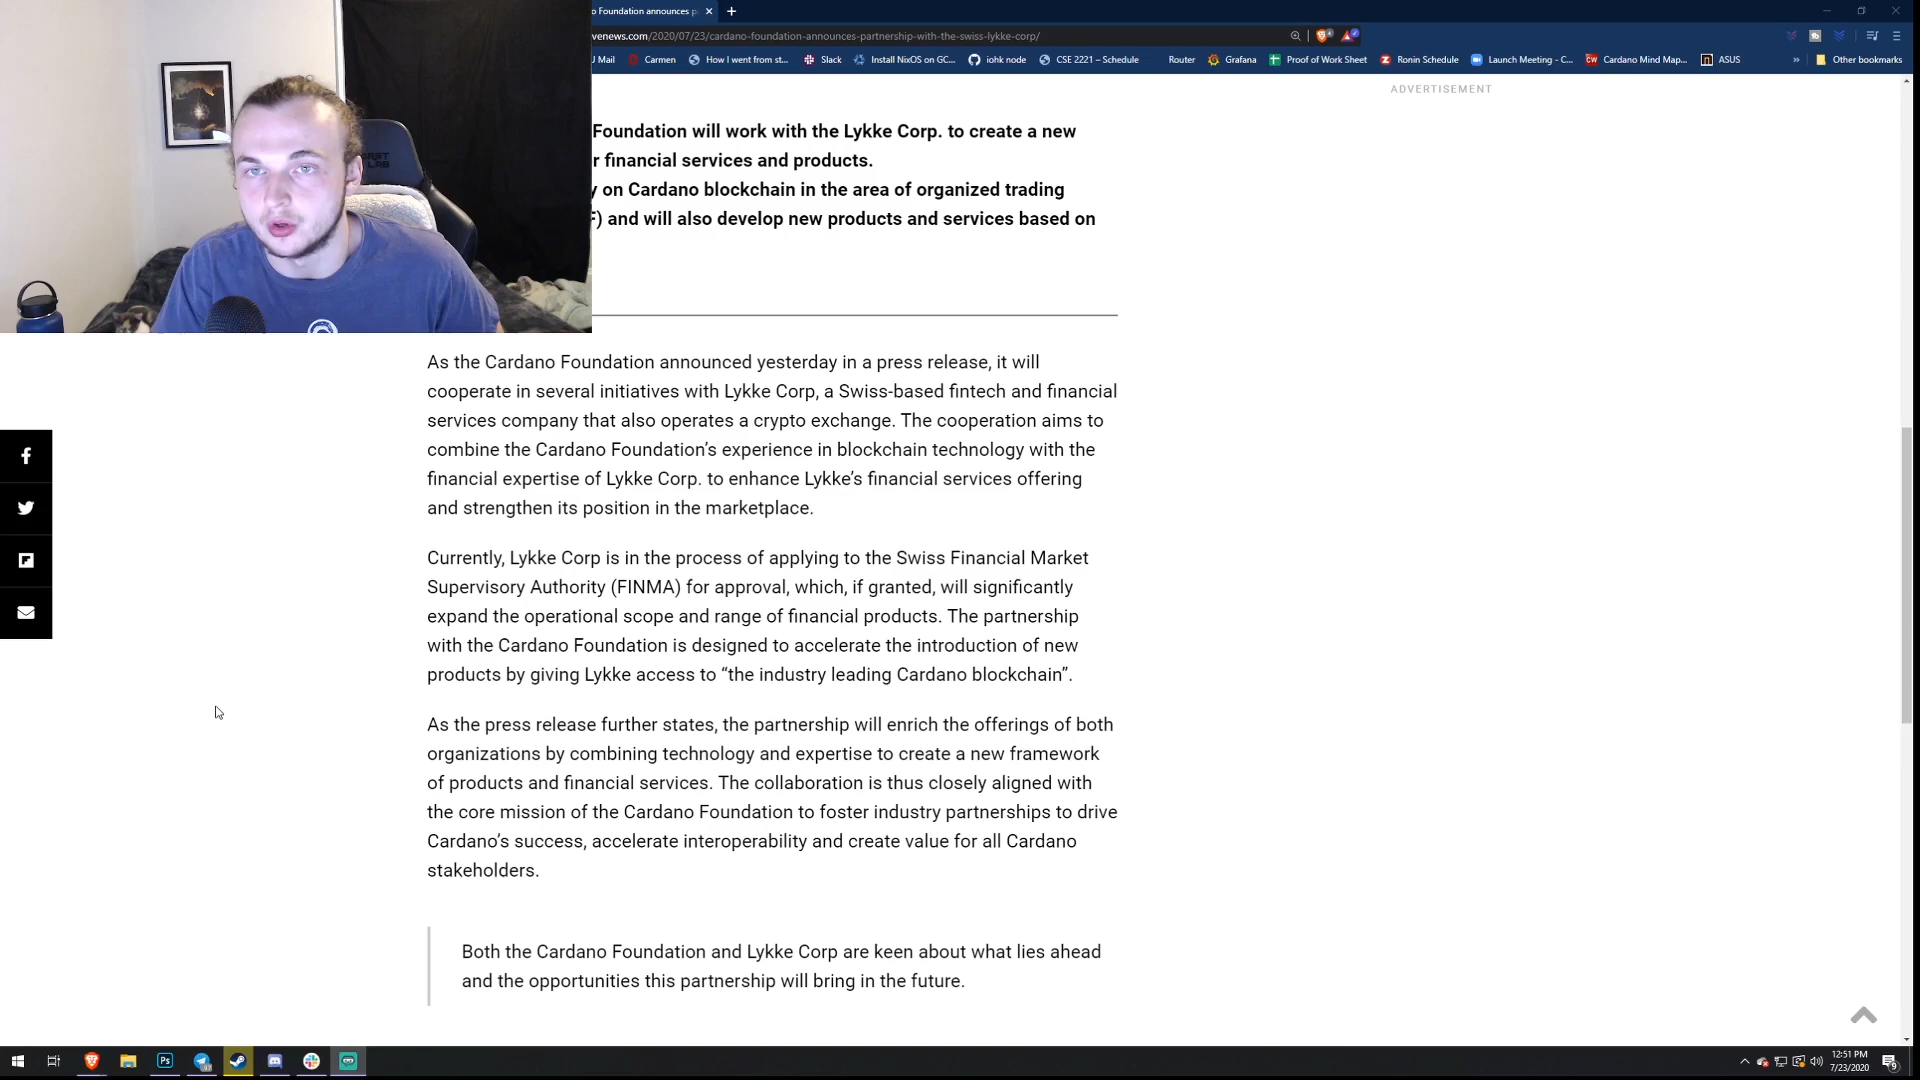 o Foundation announces p
venews.com/2020/07/23/cardano-foundation-announces-partnership-with-the-swiss-lykke-corp/
J Mail
Carmen
How I went from st...
Slack
Install NixOS on GC...
iohk node
CSE 2221 – Schedule
Router
Grafana
Proof of Work Sheet
Ronin Schedule
Launch Meeting - C...
Cardano Mind Map...
ASUS
Other bookmarks
ADVERTISEMENT
Foundation will work with the Lykke Corp. to create a new
r financial services and products.
y on Cardano blockchain in the area of organized trading
F) and will also develop new products and services based on
As the Cardano Foundation announced yesterday in a press release, it will
cooperate in several initiatives with Lykke Corp, a Swiss-based fintech and financial
services company that also operates a crypto exchange. The cooperation aims to
combine the Cardano Foundation’s experience in blockchain technology with the
financial expertise of Lykke Corp. to enhance Lykke’s financial services offering
and strengthen its position in the marketplace.
Currently, Lykke Corp is in the process of applying to the Swiss Financial Market
Supervisory Authority (FINMA) for approval, which, if granted, will significantly
expand the operational scope and range of financial products. The partnership
with the Cardano Foundation is designed to accelerate the introduction of new
products by giving Lykke access to “the industry leading Cardano blockchain”.
As the press release further states, the partnership will enrich the offerings of both
organizations by combining technology and expertise to create a new framework
of products and financial services. The collaboration is thus closely aligned with
the core mission of the Cardano Foundation to foster industry partnerships to drive
Cardano’s success, accelerate interoperability and create value for all Cardano
stakeholders.
Both the Cardano Foundation and Lykke Corp are keen about what lies ahead
and the opportunities this partnership will bring in the future.
Ps
12:51 PM
7/23/2020